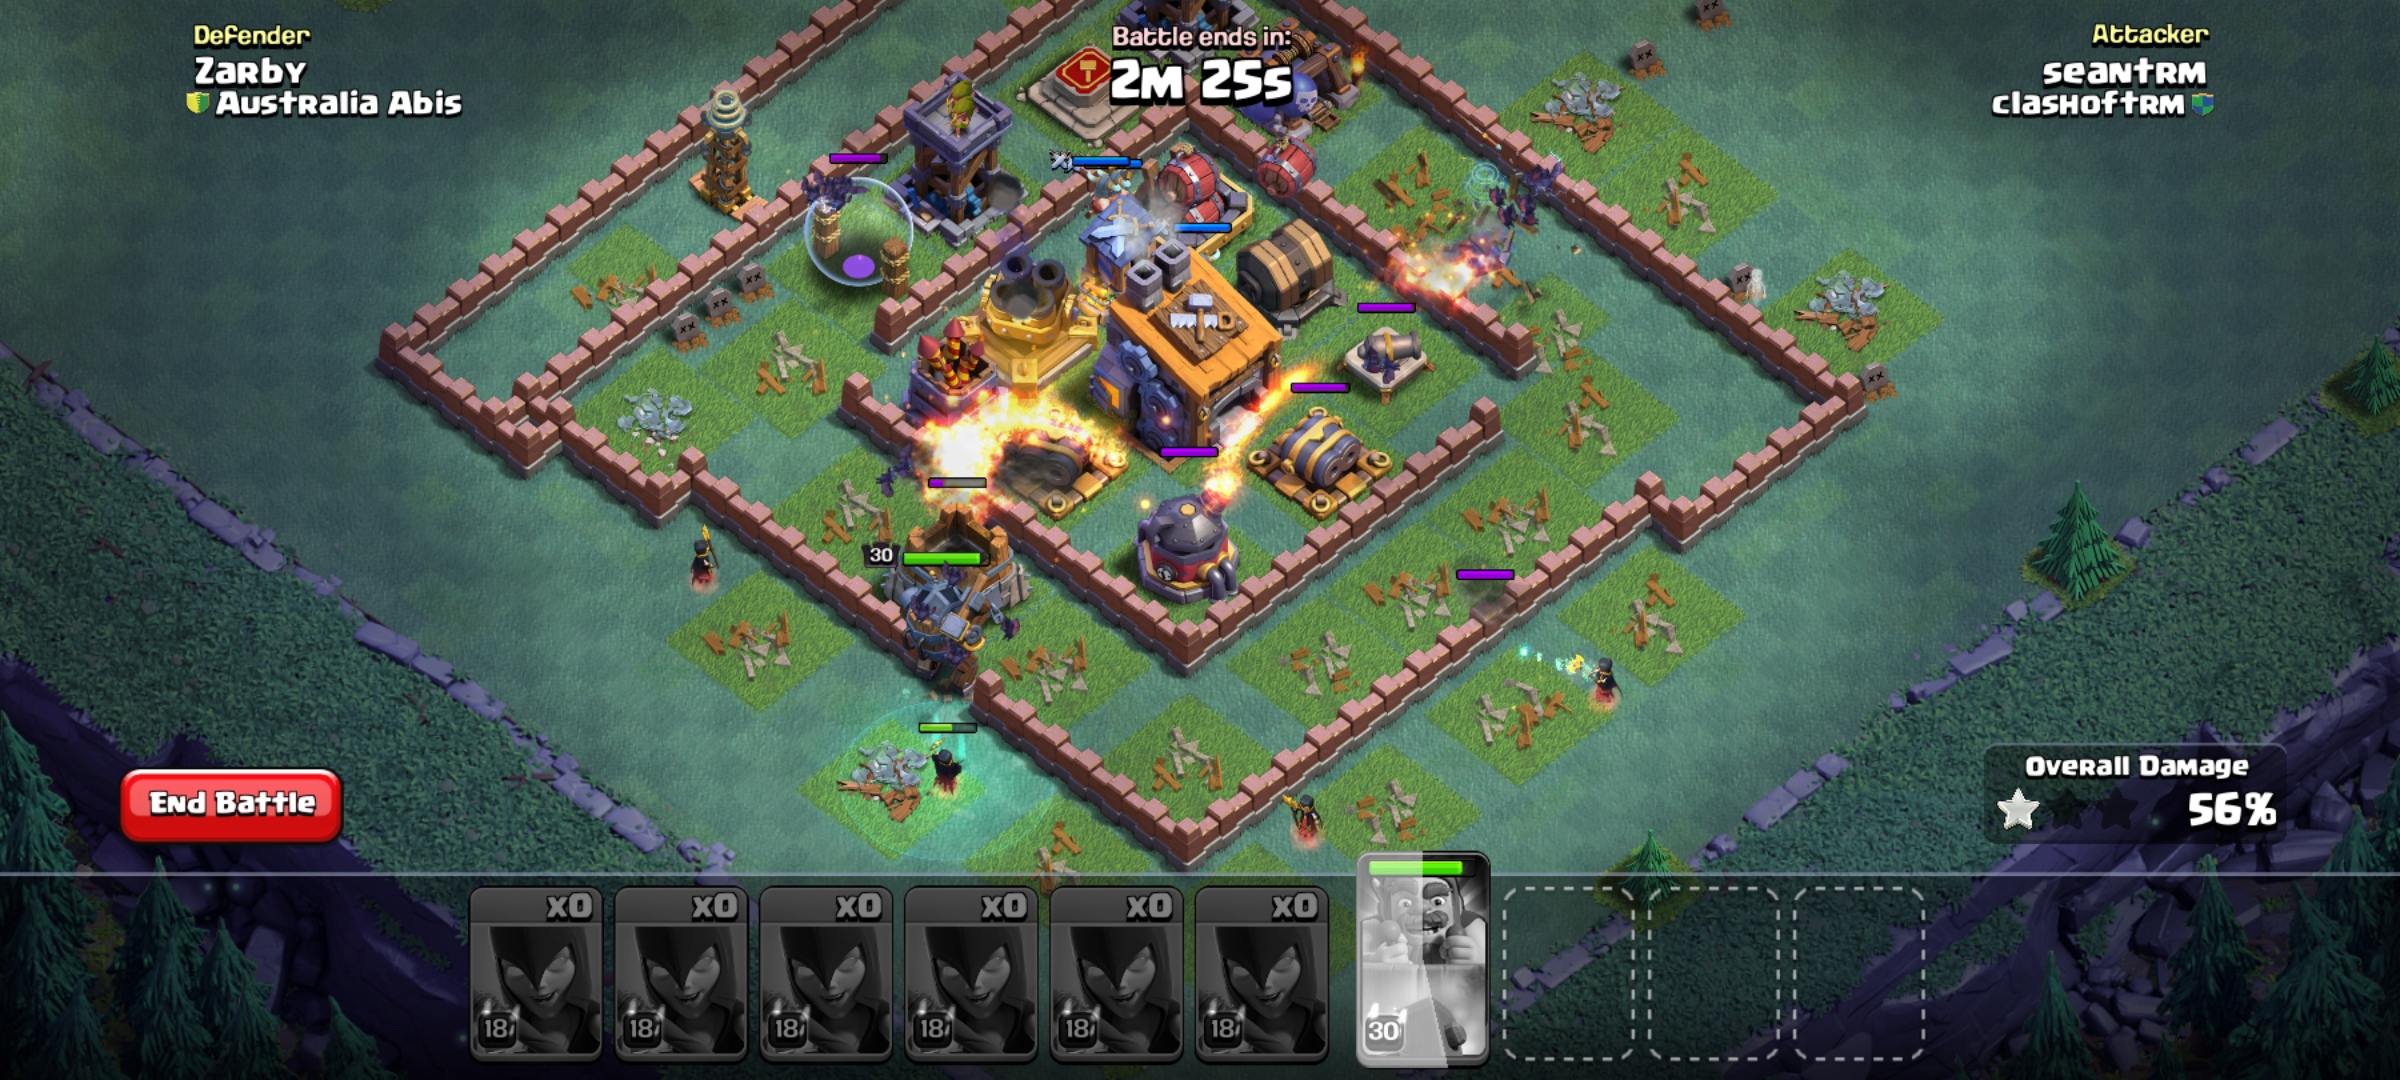 Defender
Zarby
Australia Abis
Battle ends in:
2M 25s
Attacker
seantrm
clashoftrm
30
End Battle
Overall Damage
56%
x0
x0
x0
x0
x0
x0
18
18
18
18
18
18
30